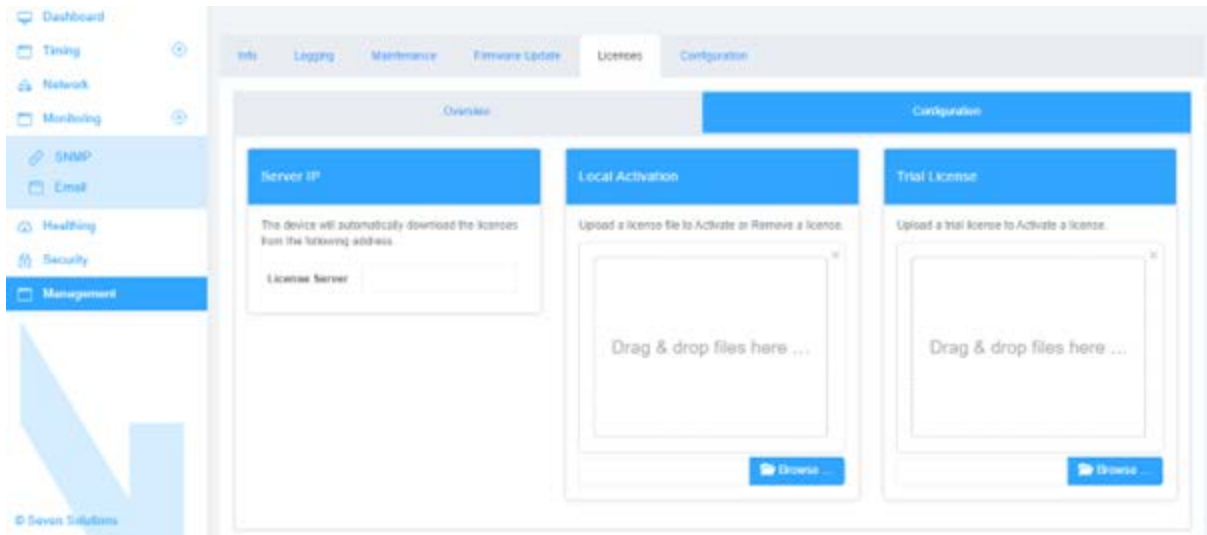 Dashboard
Timing
Network
Monitoring
SNMP
Email
Healthing
Security
Management
© Seven Solutions
Info Logging Maintenance Firmware Update Licenses Configuration
Overview Configuration
Server IP
The device will automatically download the licenses
from the following address
License Server
Local Activation
Upload a license file to Activate or Remove a license.
Drag & drop files here ...
Browse ...
Trial License
Upload a trial license to Activate a license.
Drag & drop files here ...
Browse ...